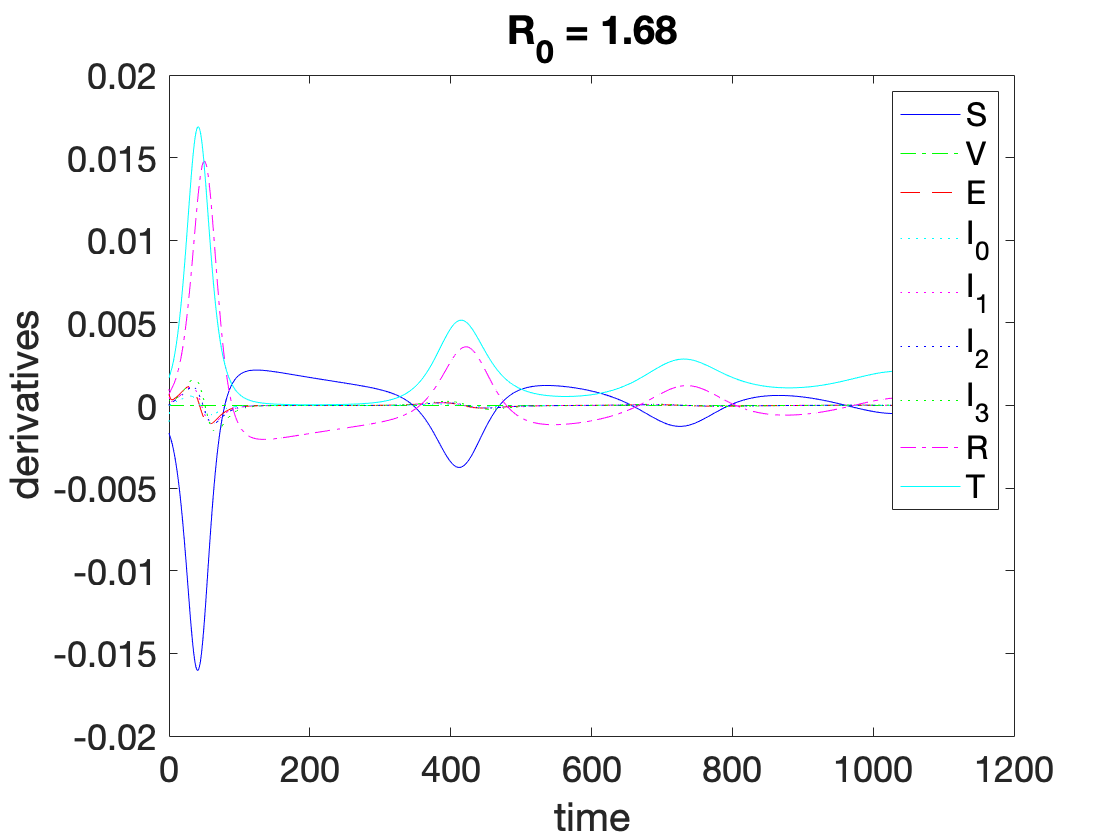 R₀ = 1.68
0.02
0.015
0.01
0.005
0
-0.005
-0.01
-0.015
-0.02
derivatives
0 200 400 600 800 1000 1200
time
S
V
E
I₀
I₁
I₂
I₃
R
T